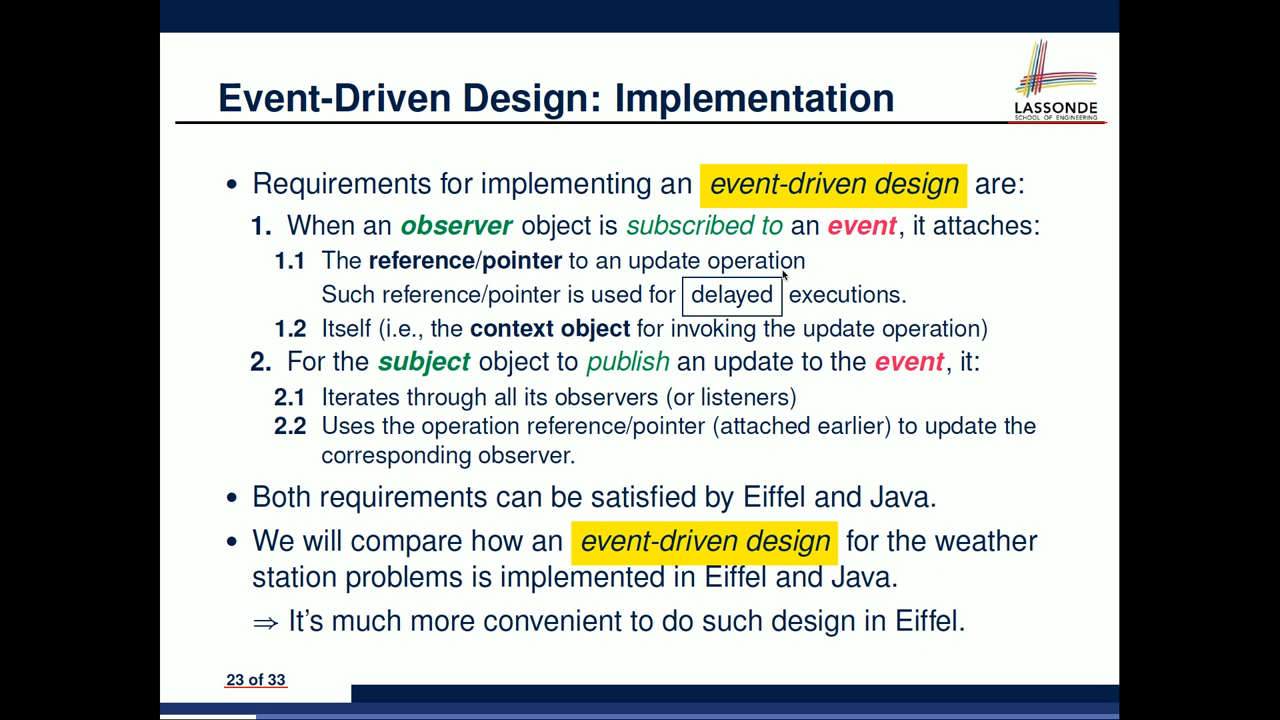 Event-Driven Design: Implementation
LASSONDE
SCHOOL OF ENGINEERING
• Requirements for implementing an event-driven design are:
1. When an observer object is subscribed to an event, it attaches:
1.1 The reference/pointer to an update operation
Such reference/pointer is used for delayed executions.
1.2 Itself (i.e., the context object for invoking the update operation)
2. For the subject object to publish an update to the event, it:
2.1 Iterates through all its observers (or listeners)
2.2 Uses the operation reference/pointer (attached earlier) to update the
corresponding observer.
• Both requirements can be satisfied by Eiffel and Java.
• We will compare how an event-driven design for the weather
station problems is implemented in Eiffel and Java.
⇒ It's much more convenient to do such design in Eiffel.
23 of 33